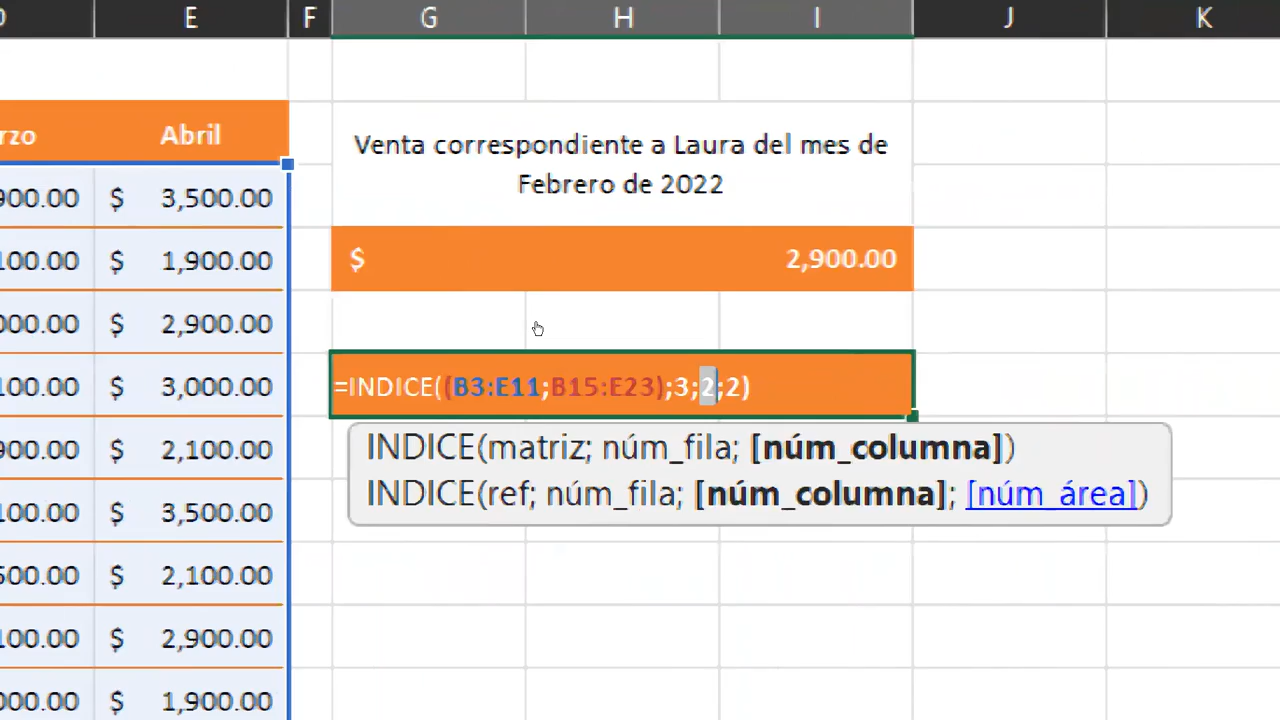 E F G H I J K
rzo Abril
Venta correspondiente a Laura del mes de
Febrero de 2022
900.00 $ 3,500.00
100.00 $ 1,900.00
$ 2,900.00
000.00 $ 2,900.00
100.00 $ 3,000.00
=INDICE((B3:E11;B15:E23);3;2;2)
900.00 $ 2,100.00
INDICE(matriz; núm_fila; [núm_columna])
INDICE(ref; núm_fila; [núm_columna]; [núm_área])
100.00 $ 3,500.00
500.00 $ 2,100.00
100.00 $ 2,900.00
000.00 $ 1,900.00